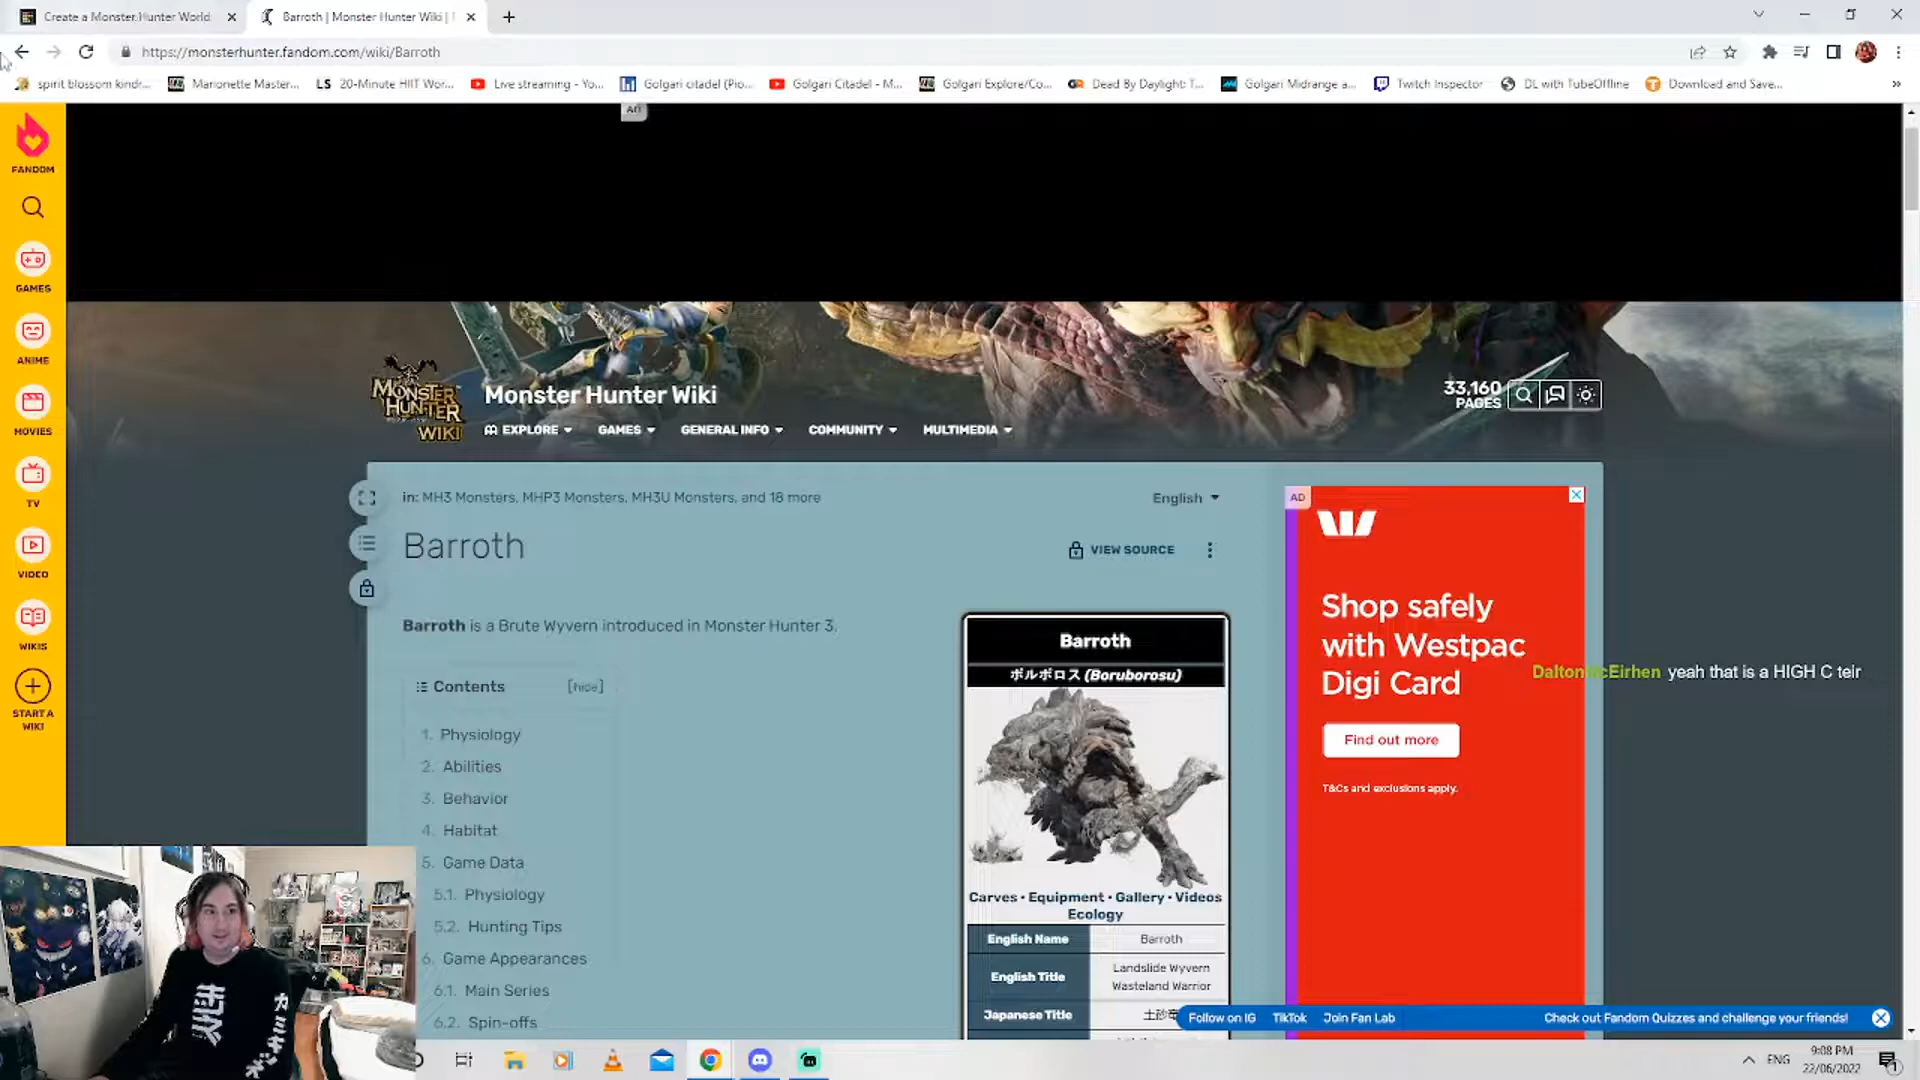 Create a Monster Hunter World
Barroth | Monster Hunter Wiki |
https://monsterhunter.fandom.com/wiki/Barroth
spirit blossom kindr...
Marionette Master...
LS 20-Minute HIIT Wor...
Live streaming - Yo...
Golgari citadel (Pio...
Golgari Citadel - M...
Golgari Explore/Co...
Dead By Daylight: T...
Golgari Midrange a...
Twitch Inspector
DL with TubeOffline
Download and Save...
AD
FANDOM
GAMES
ANIME
MOVIES
TV
VIDEO
WIKIS
START A
WIKI
MONSTER
HUNTER
WIKI
Monster Hunter Wiki
33,160
PAGES
EXPLORE
GAMES
GENERAL INFO
COMMUNITY
MULTIMEDIA
in: MH3 Monsters, MHP3 Monsters, MH3U Monsters, and 18 more
English
Barroth
VIEW SOURCE
Barroth is a Brute Wyvern introduced in Monster Hunter 3.
Contents [hide]
1. Physiology
2. Abilities
3. Behavior
4. Habitat
5. Game Data
5.1. Physiology
5.2. Hunting Tips
6. Game Appearances
6.1. Main Series
6.2. Spin-offs
Barroth
ボルボロス (Boruborosu)
Carves · Equipment · Gallery · Videos
Ecology
English Name Barroth
English Title Landslide Wyvern
Wasteland Warrior
Japanese Title 土砂
AD
Shop safely
with Westpac
Digi Card
Find out more
T&Cs and exclusions apply.
yeah that is a HIGH C teir
Follow on IG TikTok Join Fan Lab
Check out Fandom Quizzes and challenge your friends!
ENG
9:08 PM
22/06/2022